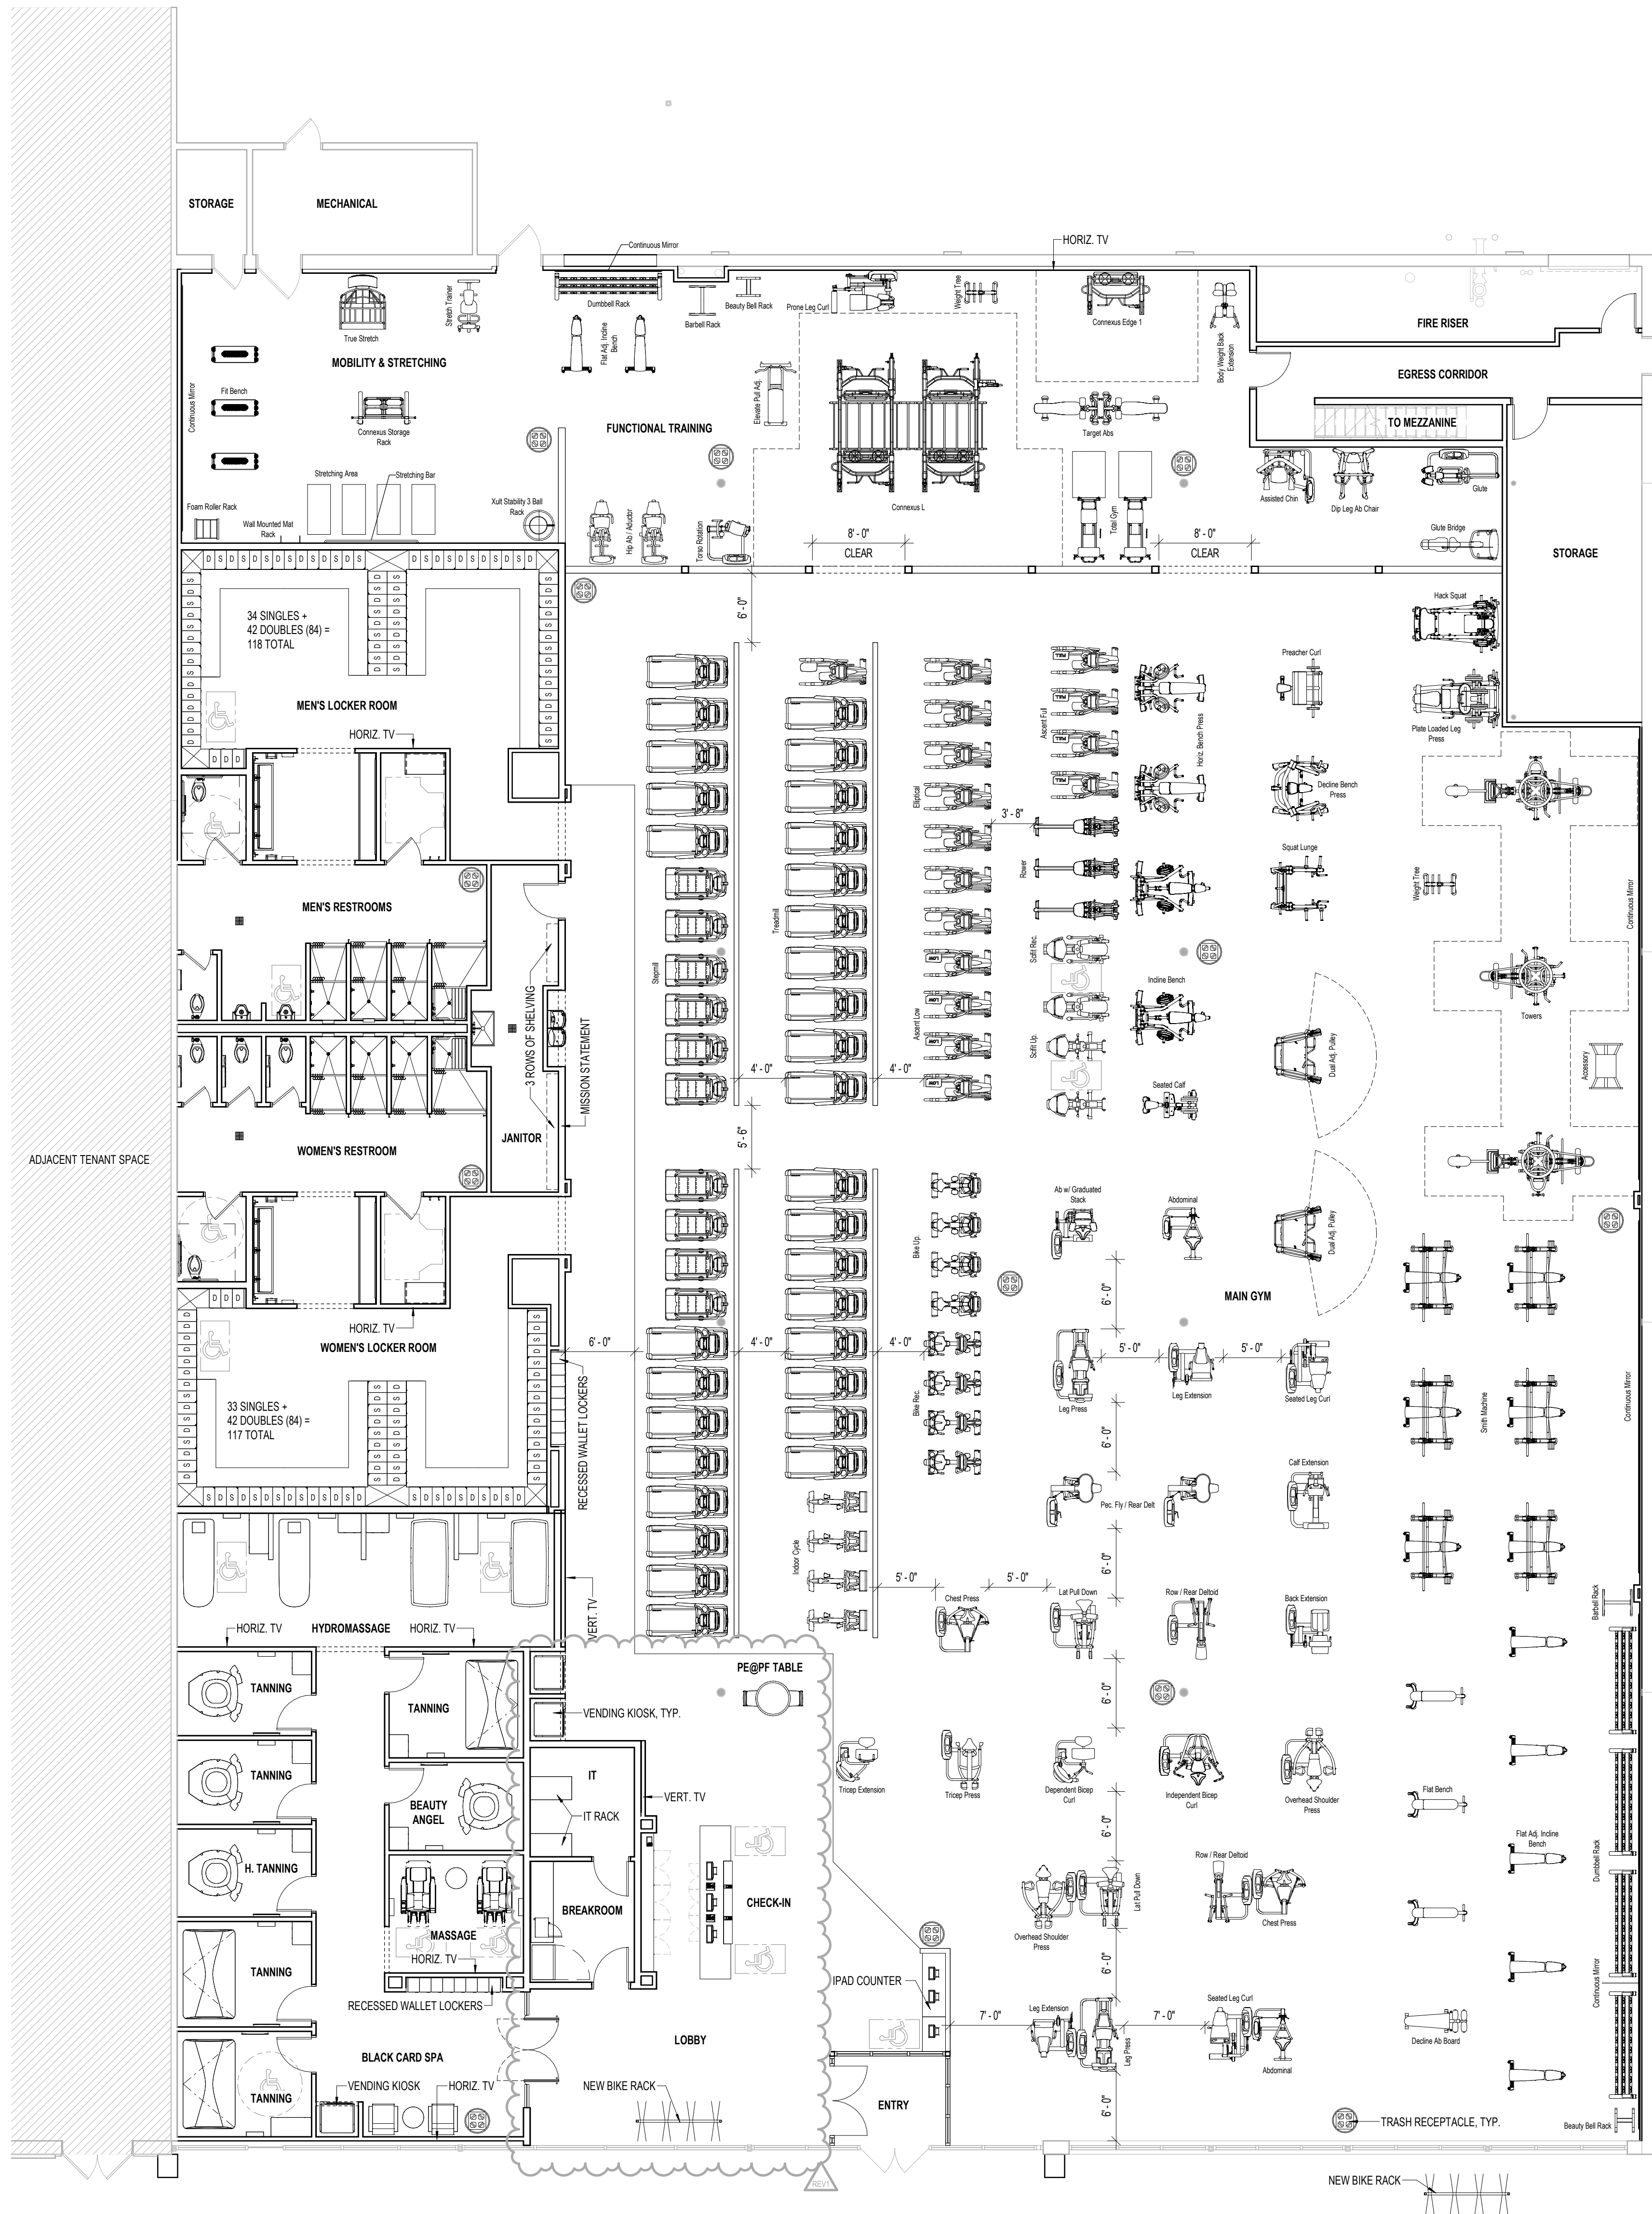 STORAGE
MECHANICAL
HORIZ. TV
Continuous Mirror
Stretch Trainer
True Stretch
Dumbbell Rack
Barbell Rack
Beauty Bell Rack
Prone Leg Curl
Weight Tree
Connexus Edge 1
Body Weight Back
Extension
FIRE RISER
MOBILITY & STRETCHING
Flat Adj. Incline
Bench
Continuous Mirror
Fit Bench
Elevate Pull Adj.
EGRESS CORRIDOR
Connexus Storage
Rack
FUNCTIONAL TRAINING
Target Abs
TO MEZZANINE
Stretching Area
Stretching Bar
Foam Roller Rack
Wall Mounted Mat
Rack
Xult Stability 3 Ball
Rack
Hip Ab / Aductor
Torso Rotation
Connexus L
Total Gym
Assisted Chin
Dip Leg Ab Chair
Glute
Glute Bridge
STORAGE
8' - 0"
CLEAR
8' - 0"
CLEAR
6' - 0"
34 SINGLES +
42 DOUBLES (84) =
118 TOTAL
MEN'S LOCKER ROOM
HORIZ. TV
Hack Squat
Preacher Curl
Plate Loaded Leg
Press
Ascent Full
FULL
FULL
FULL
FULL
Horiz. Bench Press
Decline Bench
Press
Elliptical
3' - 8"
Rower
Squat Lunge
Weight Tree
Continuous Mirror
MEN'S RESTROOMS
Treadmill
Stepmill
Scifit Rec.
Incline Bench
LOW
LOW
LOW
LOW
Ascent Low
Scifit Up.
Towers
Dual Adj. Pulley
Accessory
3 ROWS OF SHELVING
MISSION STATEMENT
4' - 0"
4' - 0"
Seated Calf
5' - 6"
JANITOR
WOMEN'S RESTROOM
ADJACENT TENANT SPACE
Ab w/ Graduated
Stack
Abdominal
Bike Up.
Dual Adj. Pulley
6' - 0"
MAIN GYM
HORIZ. TV
WOMEN'S LOCKER ROOM
6' - 0"
4' - 0"
4' - 0"
5' - 0"
5' - 0"
Leg Press
Leg Extension
Seated Leg Curl
Bike Rec.
Smith Machine
Continuous Mirror
33 SINGLES +
42 DOUBLES (84) =
117 TOTAL
RECESSED WALLET LOCKERS
6' - 0"
Calf Extension
Pec. Fly / Rear Delt
Indoor Cycle
6' - 0"
5' - 0"
5' - 0"
VERT. TV
Chest Press
Lat Pull Down
Row / Rear Deltoid
Back Extension
Barbell Rack
HORIZ. TV
HYDROMASSAGE
HORIZ. TV
PE@PF TABLE
TANNING
TANNING
VENDING KIOSK, TYP.
6' - 0"
TANNING
BEAUTY
ANGEL
IT
IT RACK
VERT. TV
Tricep Extension
Tricep Press
Dependent Bicep
Curl
Independent Bicep
Curl
Overhead Shoulder
Press
Flat Bench
6' - 0"
Flat Adj. Incline
Bench
Dumbbell Rack
H. TANNING
Row / Rear Deltoid
BREAKROOM
CHECK-IN
Lat Pull Down
Chest Press
MASSAGE
HORIZ. TV
Overhead Shoulder
Press
6' - 0"
TANNING
IPAD COUNTER
Continuous Mirror
RECESSED WALLET LOCKERS
LOBBY
Leg Extension
7' - 0"
7' - 0"
Seated Leg Curl
Leg Press
Abdominal
Decline Ab Board
BLACK CARD SPA
VENDING KIOSK
HORIZ. TV
NEW BIKE RACK
TANNING
ENTRY
6' - 0"
TRASH RECEPTACLE, TYP.
Beauty Bell Rack
REV1
NEW BIKE RACK